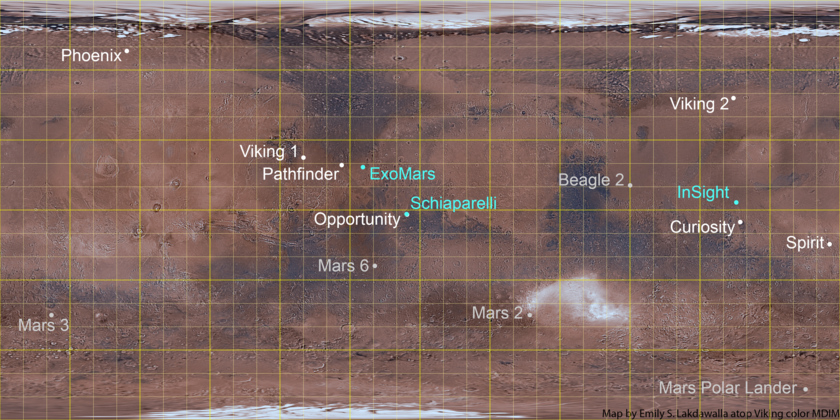 Phoenix
Viking 2
Viking 1
Pathfinder
ExoMars
Beagle 2
InSight
Schiaparelli
Opportunity
Curiosity
Spirit
Mars 6
Mars 2
Mars 3
Mars Polar Lander
Map by Emily S. Lakdawalla atop Viking color MDIM